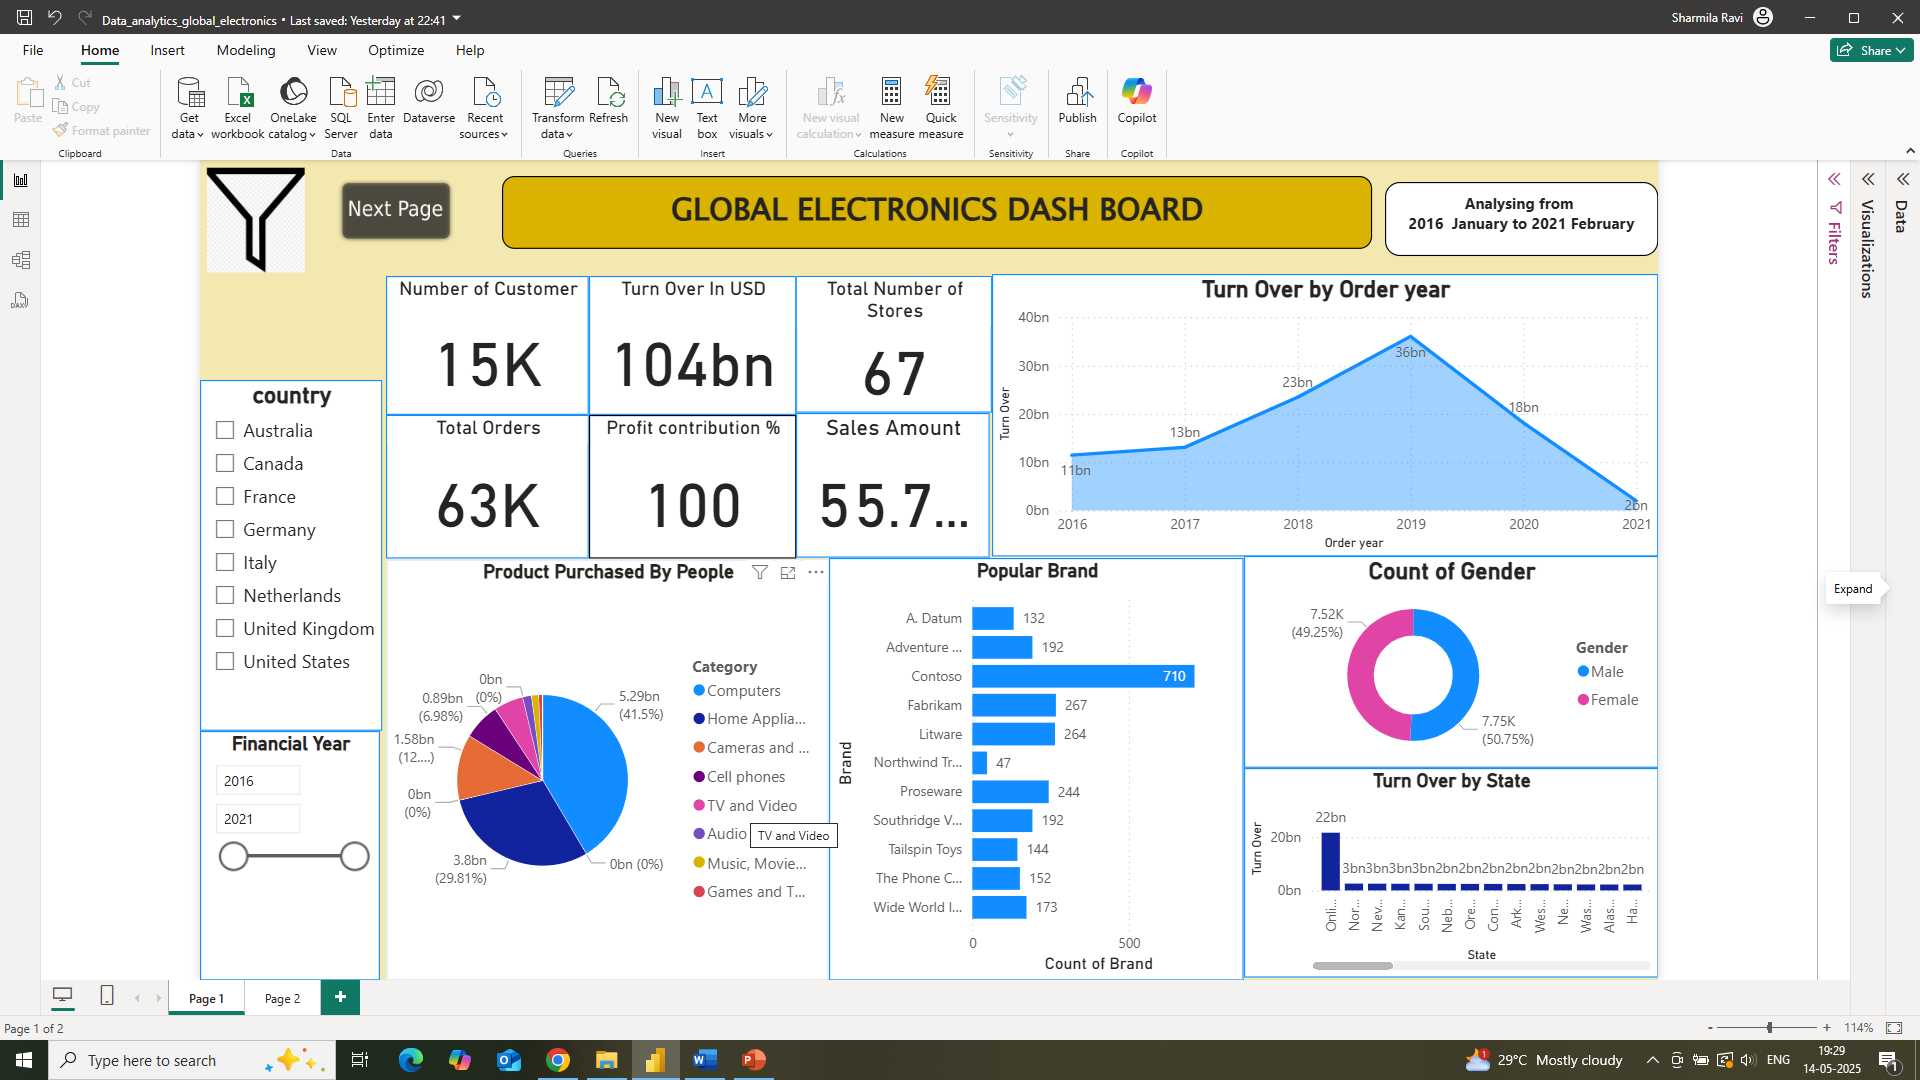 Data_analytics_global_electronics • Last saved: Yesterday at 22:41
Sharmila Ravi
File
Home
Insert
Modeling
View
Optimize
Help
Share
Paste
Cut
Copy
Format painter
Clipboard
Get data
Excel workbook
OneLake catalog
SQL Server
Enter data
Dataverse
Recent sources
Data
Transform data
Refresh
Queries
New visual
Text box
More visuals
Insert
New visual calculation
New measure
Quick measure
Calculations
Sensitivity
Sensitivity
Publish
Share
Copilot
Copilot
Next Page
GLOBAL ELECTRONICS DASH BOARD
Analysing from
2016 January to 2021 February
Filters
Visualizations
Data
Expand
Number of Customer
15K
Turn Over In USD
104bn
Total Number of
Stores
67
Total Orders
63K
Profit contribution %
100
Sales Amount
55.7...
Turn Over by Order year
Turn Over
40bn
30bn
20bn
10bn
0bn
11bn
13bn
23bn
36bn
18bn
2bn
2016
2017
2018
2019
2020
2021
Order year
country
Australia
Canada
France
Germany
Italy
Netherlands
United Kingdom
United States
Financial Year
2016
2021
Product Purchased By People
0bn
(0%)
0.89bn
(6.98%)
1.58bn
(12....)
0bn
(0%)
3.8bn
(29.81%)
5.29bn
(41.5%)
0bn (0%)
Category
Computers
Home Applia...
Cameras and ...
Cell phones
TV and Video
Audio
TV and Video
Music, Movie...
Games and T...
Popular Brand
Brand
A. Datum 132
Adventure ... 192
Contoso 710
Fabrikam 267
Litware 264
Northwind Tr... 47
Proseware 244
Southridge V... 192
Tailspin Toys 144
The Phone C... 152
Wide World I... 173
0
500
Count of Brand
Count of Gender
7.52K
(49.25%)
7.75K
(50.75%)
Gender
Male
Female
Turn Over by State
Turn Over
20bn
0bn
22bn
3bn 3bn 3bn 3bn 2bn 2bn 2bn 2bn 2bn 2bn 2bn 2bn 2bn
Onli...
Nor...
Nev...
Kan...
Sou...
Neb...
Ore...
Con...
Ark...
Wes...
Ne...
Was...
Alas...
Ha...
State
Page 1
Page 2
+
Page 1 of 2
- + 114%
Type here to search
29°C Mostly cloudy
ENG
19:29
14-05-2025
1